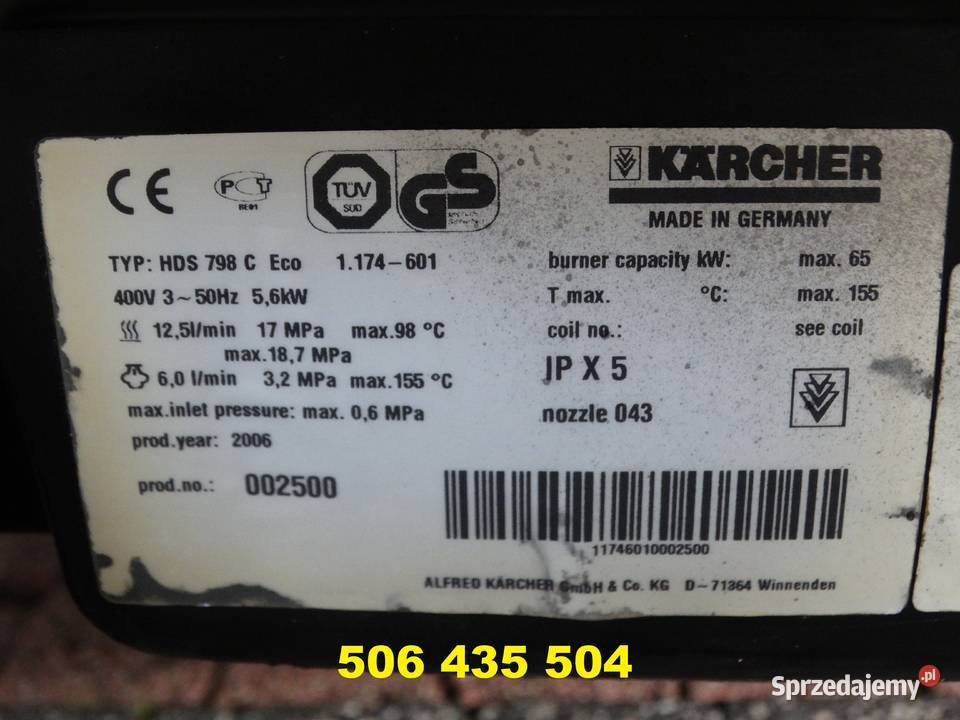 CE
PCT
BE01
TÜV
SÜD
GS
KÄRCHER
MADE IN GERMANY
TYP: HDS 798 C Eco 1.174-601
400V 3~50Hz 5,6kW
12,5l/min 17 MPa max.98 °C
max.18,7 MPa
6,0 l/min 3,2 MPa max.155 °C
max.inlet pressure: max. 0,6 MPa
prod.year: 2006
prod.no.: 002500
burner capacity kW: max. 65
T max. °C: max. 155
coil no.: see coil
IP X 5
nozzle 043
11746010002500
ALFRED KÄRCHER GmbH & Co. KG D-71364 Winnenden
506 435 504
Sprzedajemy.pl